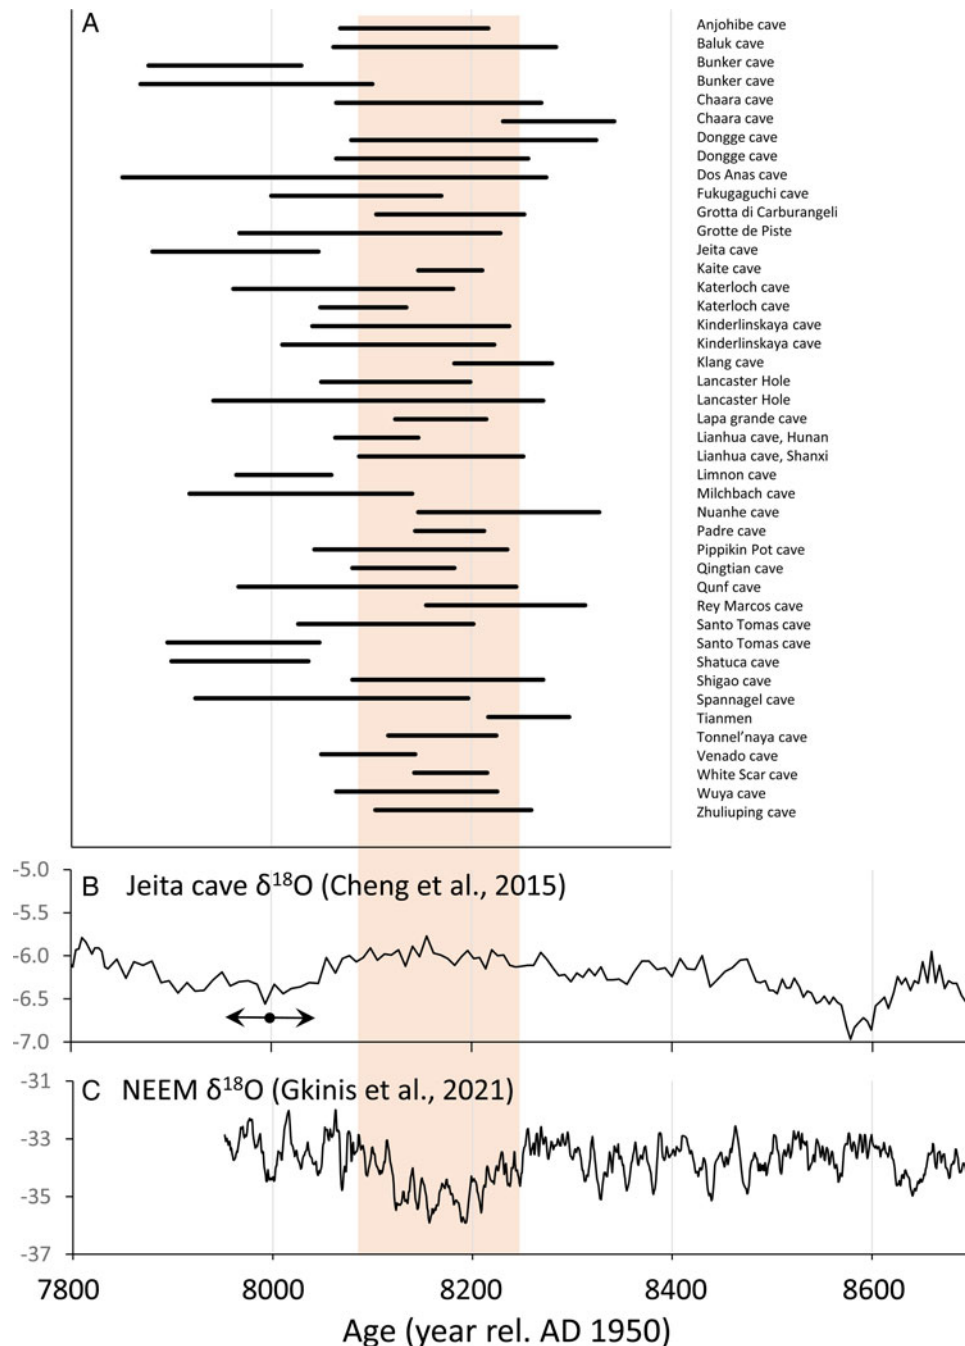 A
Anjohibe cave
Baluk cave
Bunker cave
Bunker cave
Chaara cave
Chaara cave
Dongge cave
Dongge cave
Dos Anas cave
Fukugaguchi cave
Grotta di Carburangeli
Grotte de Piste
Jeita cave
Kaite cave
Katerloch cave
Katerloch cave
Kinderlinskaya cave
Kinderlinskaya cave
Klang cave
Lancaster Hole
Lancaster Hole
Lapa grande cave
Lianhua cave, Hunan
Lianhua cave, Shanxi
Limnon cave
Milchbach cave
Nuanhe cave
Padre cave
Pippikin Pot cave
Qingtian cave
Qunf cave
Rey Marcos cave
Santo Tomas cave
Santo Tomas cave
Shatuca cave
Shigao cave
Spannagel cave
Tianmen
Tonnel’naya cave
Venado cave
White Scar cave
Wuya cave
Zhuliuping cave
B Jeita cave δ¹⁸O (Cheng et al., 2015)
-5.0
-5.5
-6.0
-6.5
-7.0
C NEEM δ¹⁸O (Gkinis et al., 2021)
-31
-33
-35
-37
7800 8000 8200 8400 8600
Age (year rel. AD 1950)